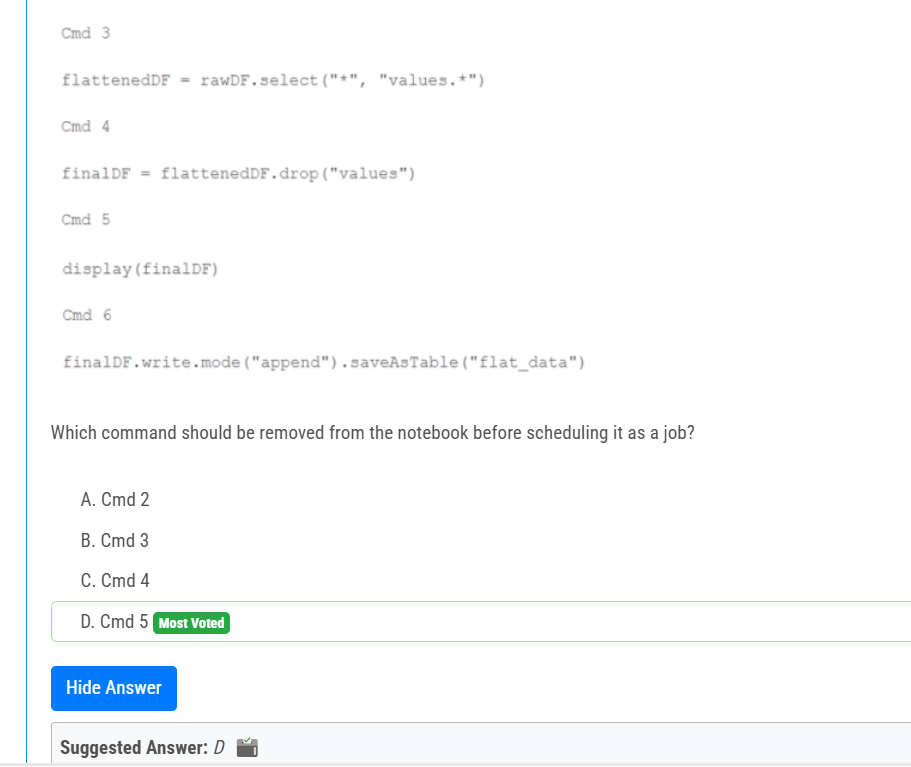 Cmd 3
flattenedDF = rawDF.select("*", "values.*")
Cmd 4
finalDF = flattenedDF.drop("values")
Cmd 5
display(finalDF)
Cmd 6
finalDF.write.mode("append").saveAsTable("flat_data")
Which command should be removed from the notebook before scheduling it as a job?
A. Cmd 2
B. Cmd 3
C. Cmd 4
D. Cmd 5 Most Voted
Hide Answer
Suggested Answer: D